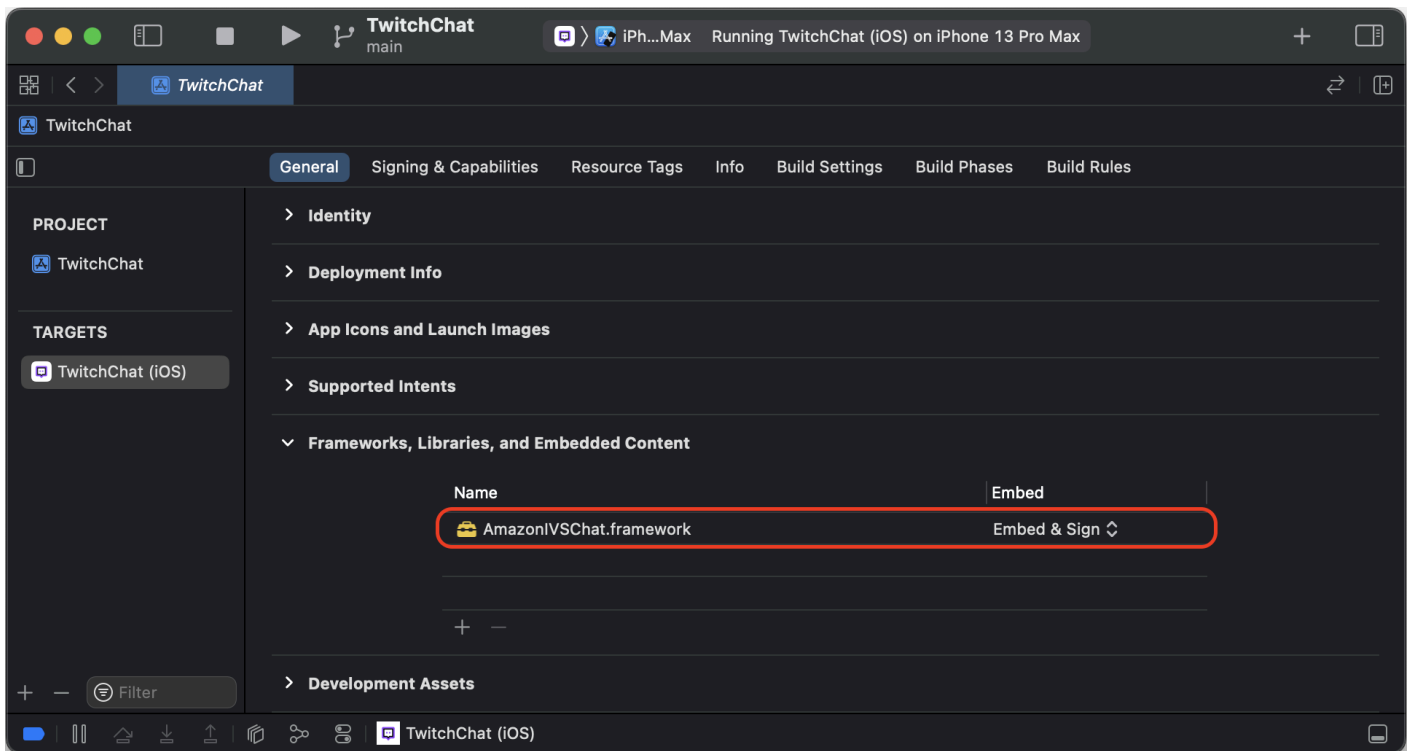 TwitchChat
main
iPh...Max Running TwitchChat (iOS) on iPhone 13 Pro Max
TwitchChat
TwitchChat
General Signing & Capabilities Resource Tags Info Build Settings Build Phases Build Rules
PROJECT
TwitchChat
TARGETS
TwitchChat (iOS)
Identity
Deployment Info
App Icons and Launch Images
Supported Intents
Frameworks, Libraries, and Embedded Content
Name Embed
AmazonIVSChat.framework Embed & Sign
Development Assets
Filter
TwitchChat (iOS)